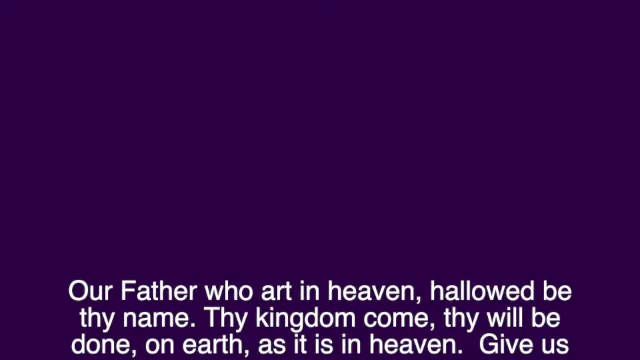 Our Father who art in heaven, hallowed be
thy name. Thy kingdom come, thy will be
done, on earth, as it is in heaven.  Give us